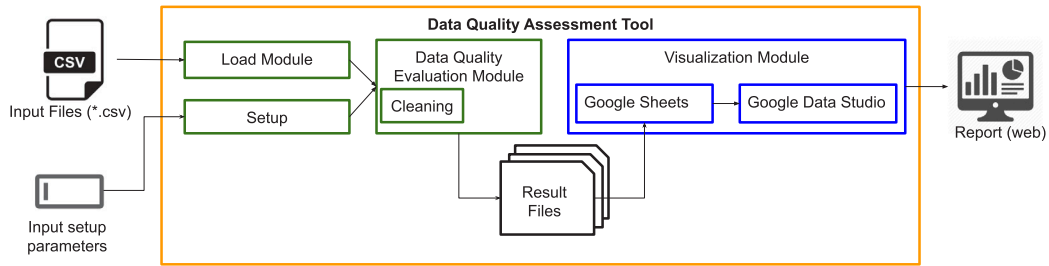 Data Quality Assessment Tool
CSV
Input Files (*.csv)
Load Module
Setup
Data Quality
Evaluation Module
Cleaning
Visualization Module
Google Sheets
Google Data Studio
Report (web)
Result
Files
Input setup
parameters